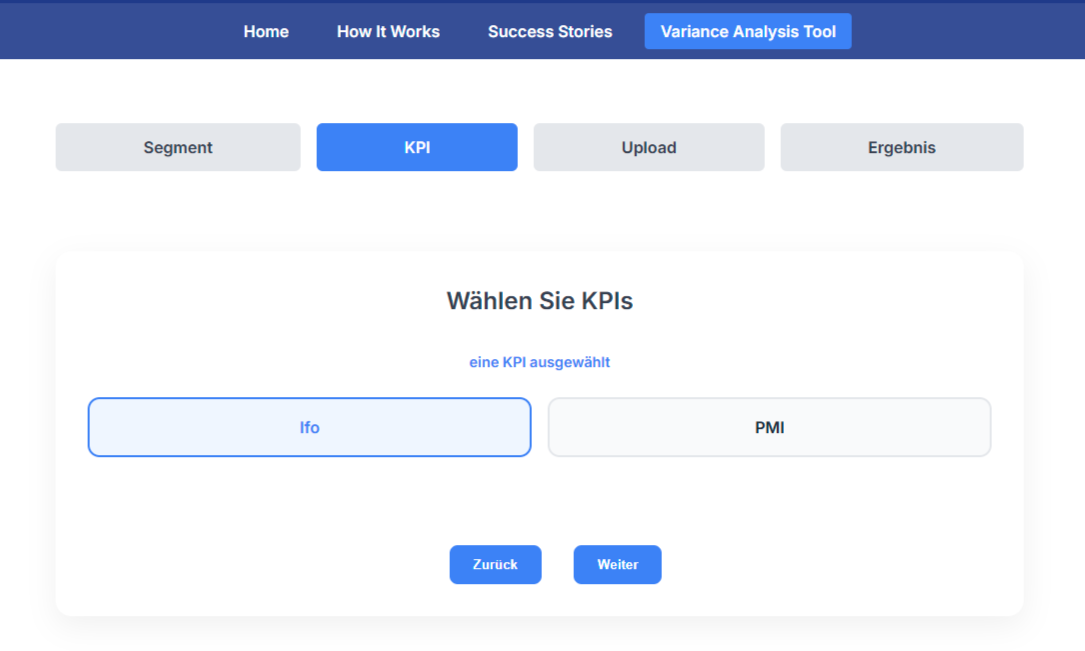 Home How It Works Success Stories Variance Analysis Tool
Segment KPI Upload Ergebnis
Wählen Sie KPIs
eine KPI ausgewählt
Ifo PMI
Zurück Weiter